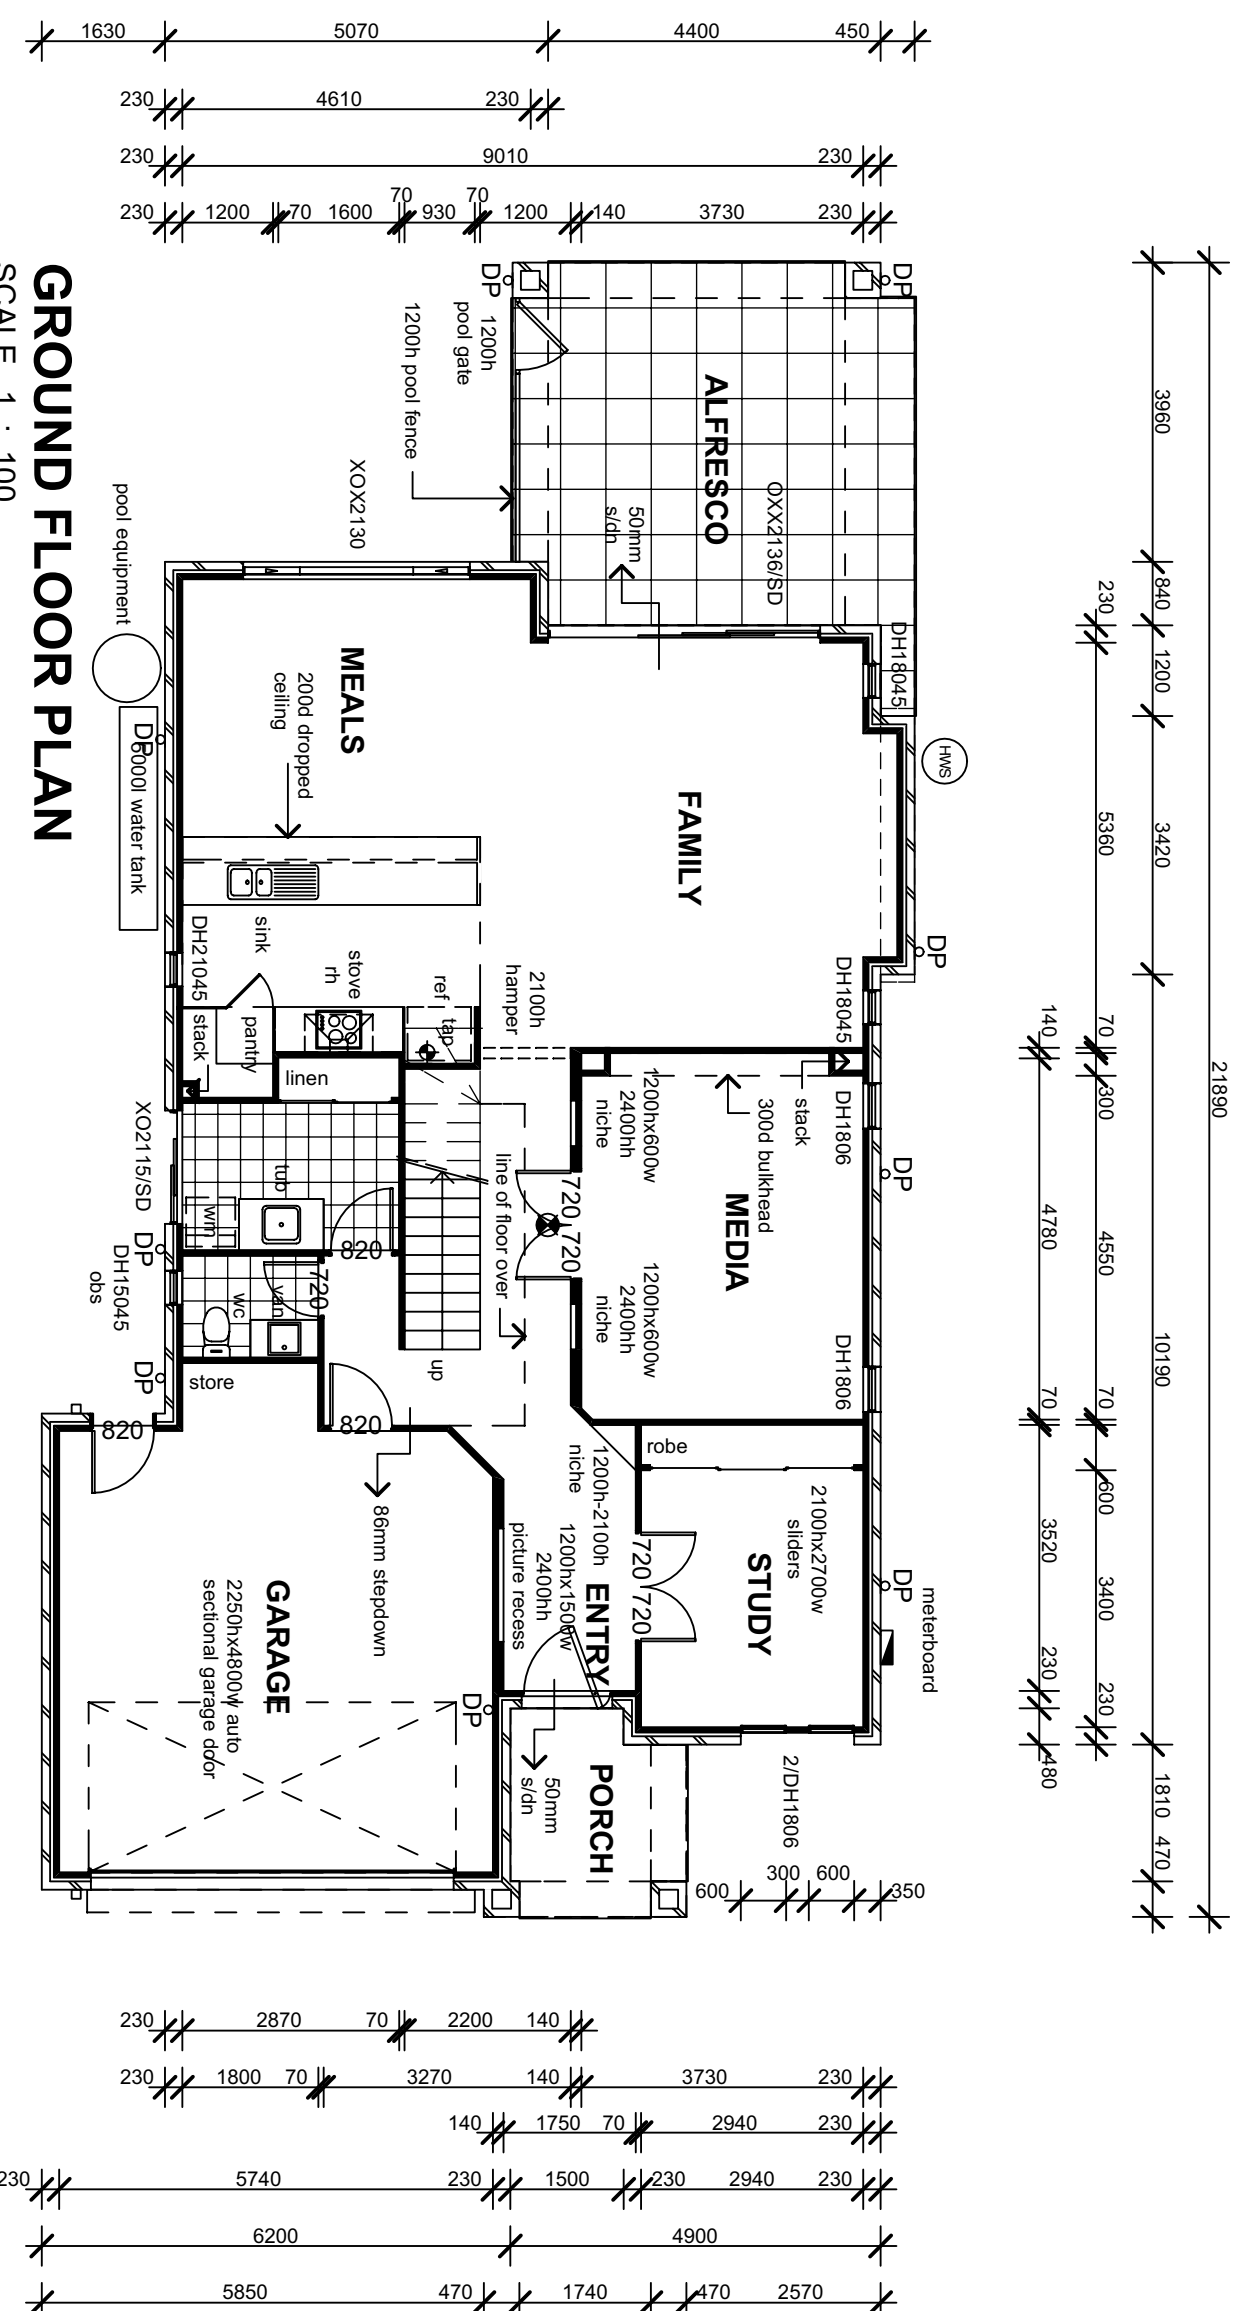 1630 5070 4400 450
230 4610 230
230 9010 230
70 70
230 1200 70 1600 930 1200 140 3730 230
GROUND FLOOR PLAN
SCALE 1 : 100
DP
DP
1200h
pool gate
1200h pool fence
ALFRESCO
OXX2136/SD
50mm
s/dn
XOX2130
pool equipment
DH18045
HWS
MEALS
200d dropped
ceiling
FAMILY
DP
6000l water tank
DP
DH21045
sink
stove
rh
ref
tap
2100h
hamper
DH18045
stack
pantry
linen
XO2115/SD
tub
wm
820
line of floor over
1200hx600w
2400hh
niche
720 720
300d bulkhead
stack
DH1806
DP
MEDIA
1200hx600w
2400hh
niche
DH1806
DP
DH15045
obs
wc
van
720
up
DP
store
820
820
86mm stepdown
robe
1200h-2100h
niche
2100hx2700w
sliders
1200hx1500w
2400hh
picture recess
ENTRY
720 720
STUDY
DP
meterboard
GARAGE
2250hx4800w auto
sectional garage door
DP
50mm
s/dn
PORCH
2/DH1806
600 300 600 350
21890
3960 840 1200 3420 10190 1810 470
230 5360 70 300 4550 70 600 3400 230
140 4780 70 3520 230 480
230 2870 70 2200 140
230 1800 70 3270 140 3730 230
140 1750 70 2940 230
230 5740 230 1500 230 2940 230
6200 4900
5850 470 1740 470 2570